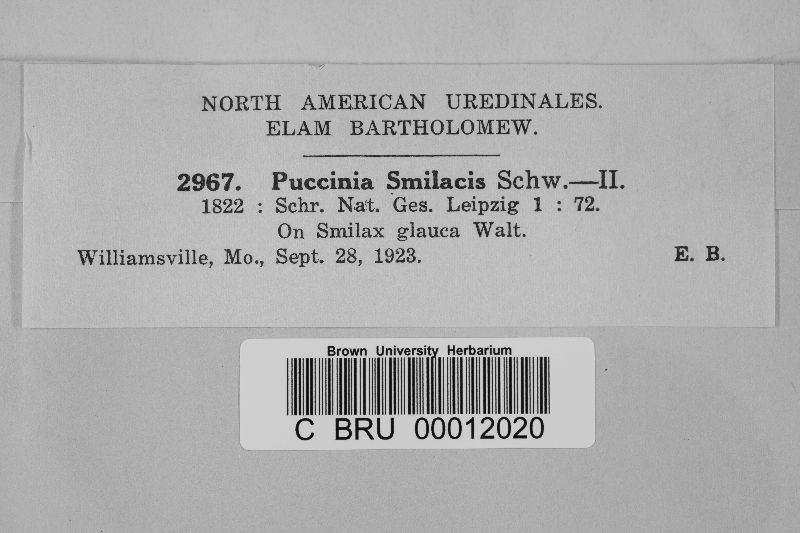 NORTH AMERICAN UREDINALES.
ELAM BARTHOLOMEW.
2967. Puccinia Smilacis Schw.—II.
1822 : Schr. Nat. Ges. Leipzig 1 : 72.
On Smilax glauca Walt.
Williamsville, Mo., Sept. 28, 1923. E. B.
Brown University Herbarium
C BRU 00012020